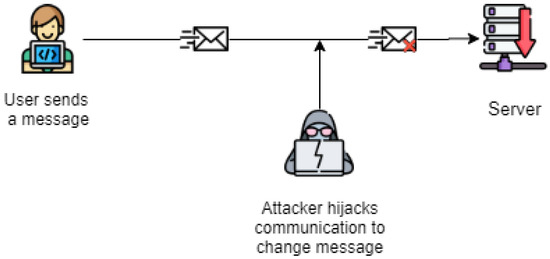 User sends
a message
Server
Attacker hijacks
communication to
change message